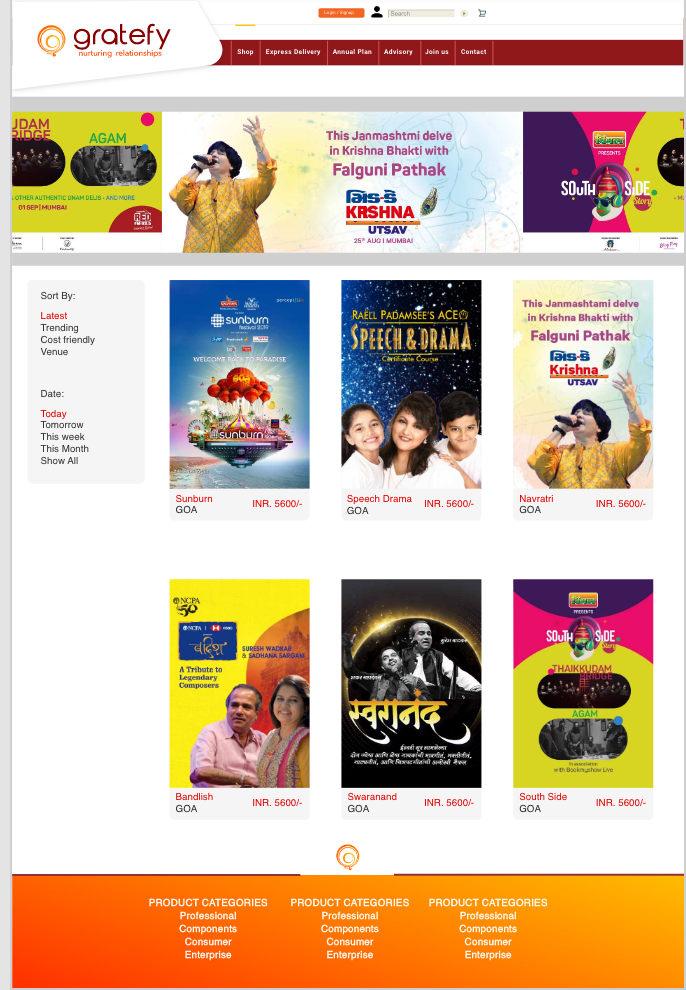 Login / Signup
Search
gratefy
nurturing relationships
Shop
Express Delivery
Annual Plan
Advisory
Join us
Contact
UDAM
RIDGE
AGAM
OTHER AUTHENTIC ONAM DELIS - AND MORE
01 SEP | MUMBAI
This Janmashtmi delve
in Krishna Bhakti with
Falguni Pathak
KRSHNA
UTSAV
25th AUG | MUMBAI
PRESENTS
SOUTH SIDE
Story
Sort By:
Latest
Trending
Cost friendly
Venue
Date:
Today
Tomorrow
This week
This Month
Show All
percept
sunburn
festival 2019
WELCOME BACK TO PARADISE
sunburn
Sunburn
GOA
INR. 5600/-
RAËLL PADAMSEE'S ACE
SPEECH & DRAMA
Certificate Course
Speech Drama
GOA
INR. 5600/-
This Janmashtami delve
in Krishna Bhakti with
Falguni Pathak
Krishna
UTSAV
Navratri
GOA
INR. 5600/-
NCPA
50
NCPA
बंदिश
SURESH WADKAR
& SADHANA SARGAM
A Tribute to
Legendary
Composers
Bandlish
GOA
INR. 5600/-
सुरेश वाडकर
शंकर महादेवन
स्वरानंद
Swaranand
GOA
INR. 5600/-
PRESENTS
SOUTH SIDE
Story
THAIKKUDAM
BRIDGE
AGAM
In association
with Bookmyshow Live
South Side
GOA
INR. 5600/-
PRODUCT CATEGORIES
Professional
Components
Consumer
Enterprise
PRODUCT CATEGORIES
Professional
Components
Consumer
Enterprise
PRODUCT CATEGORIES
Professional
Components
Consumer
Enterprise